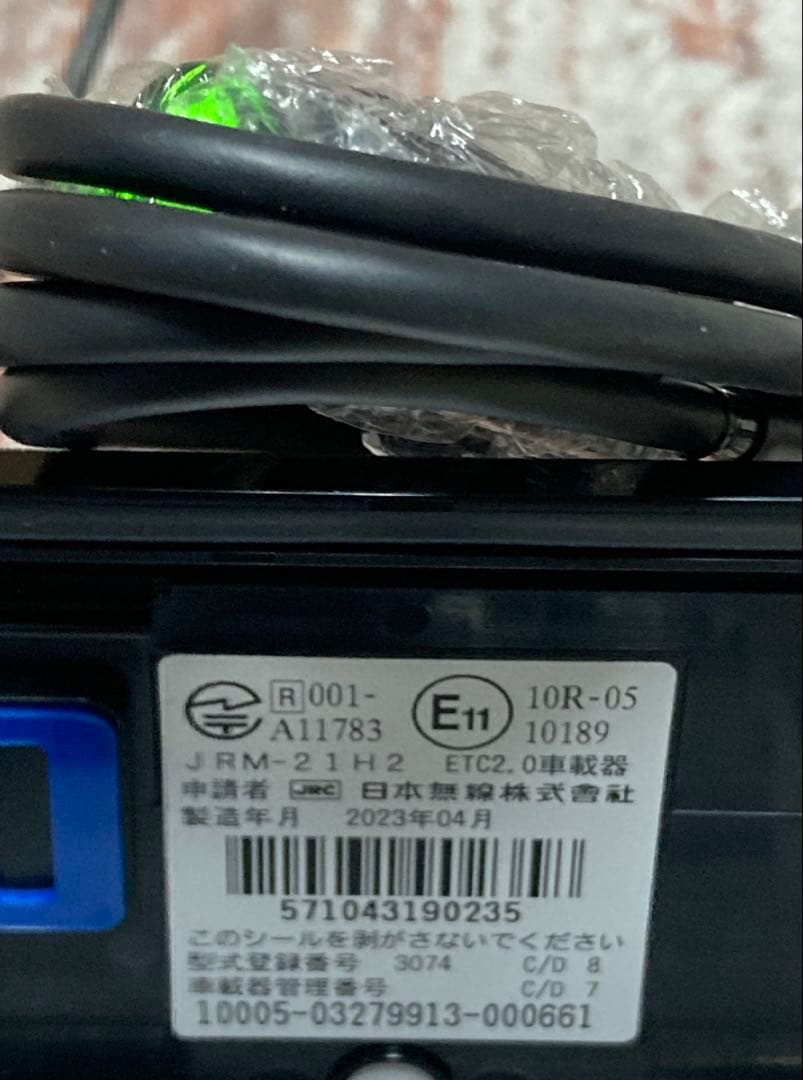 R 001-A11783
E11
10R-05 10189
JRM-21H2 ETC2.0車載器
申請者 JRC 日本無線株式會社
製造年月 2023年04月
571043190235
このシールを剥がさないでください
型式登録番号 3074 C/D 8
車載器管理番号 C/D 7
10005-03279913-000661